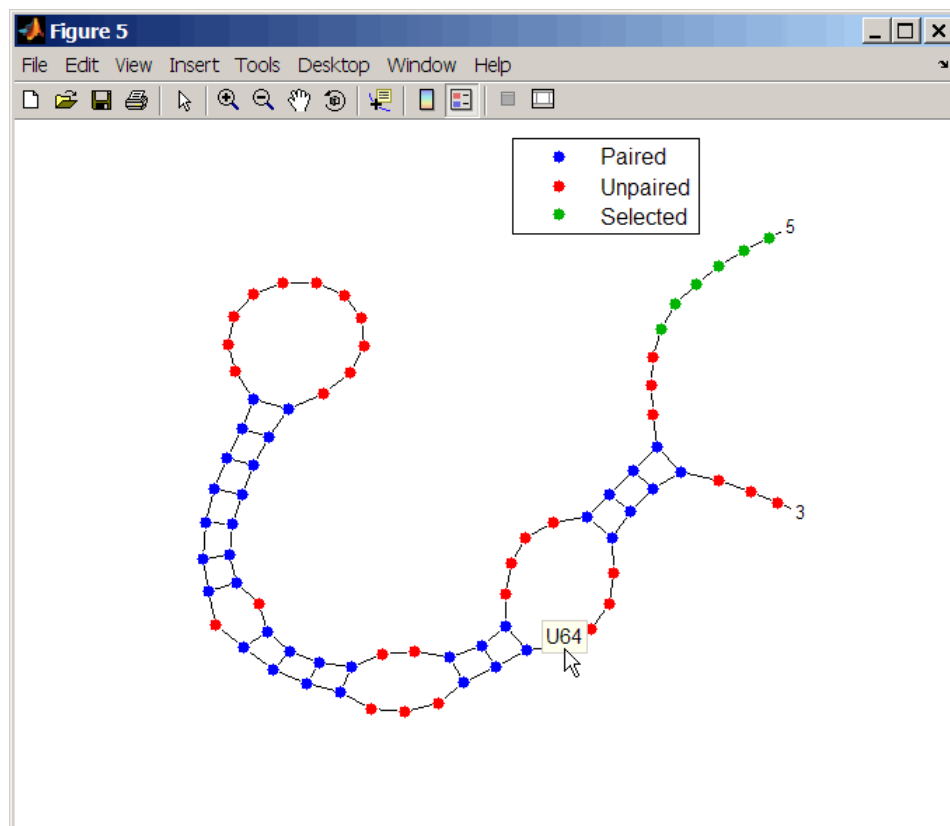 Figure 5
File Edit View Insert Tools Desktop Window Help
Paired
Unpaired
Selected
5
3
U64